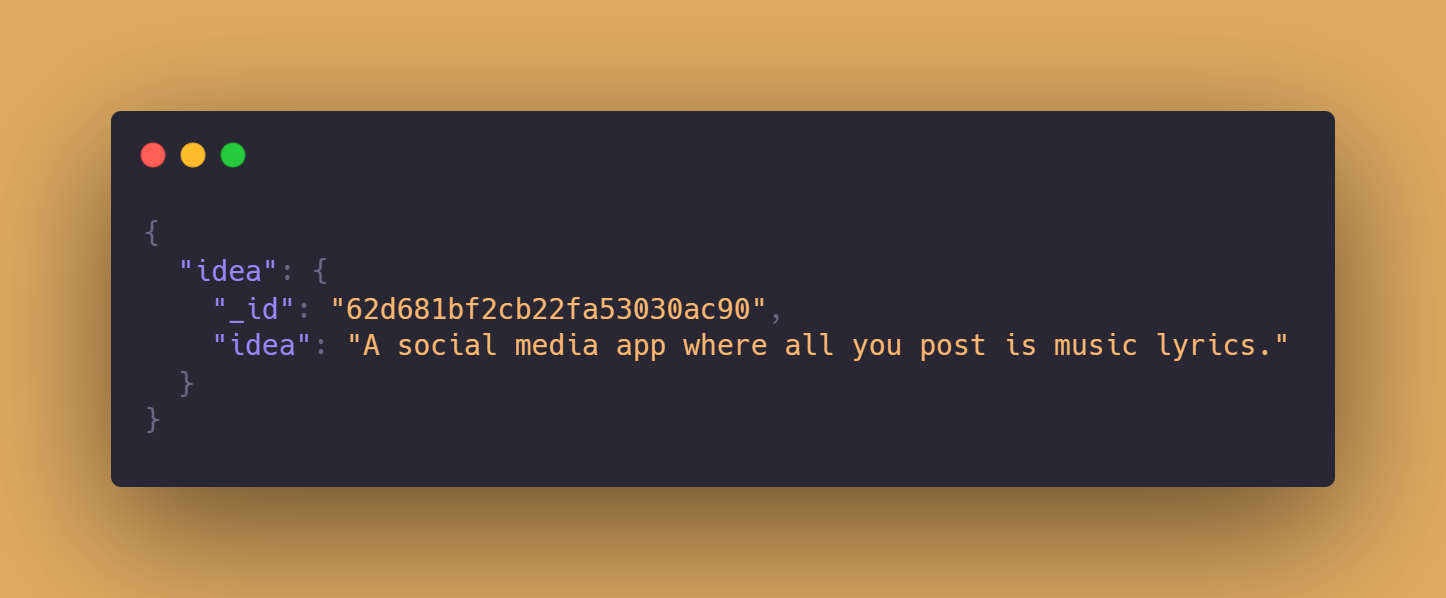 {
  "idea": {
    "_id": "62d681bf2cb22fa53030ac90",
    "idea": "A social media app where all you post is music lyrics."
  }
}